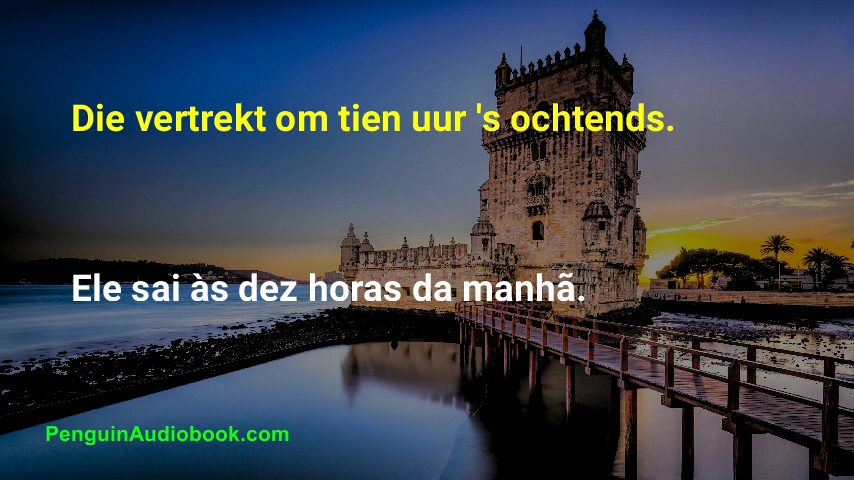 Die vertrekt om tien uur 's ochtends.
Ele sai às dez horas da manhã.
PenguinAudiobook.com